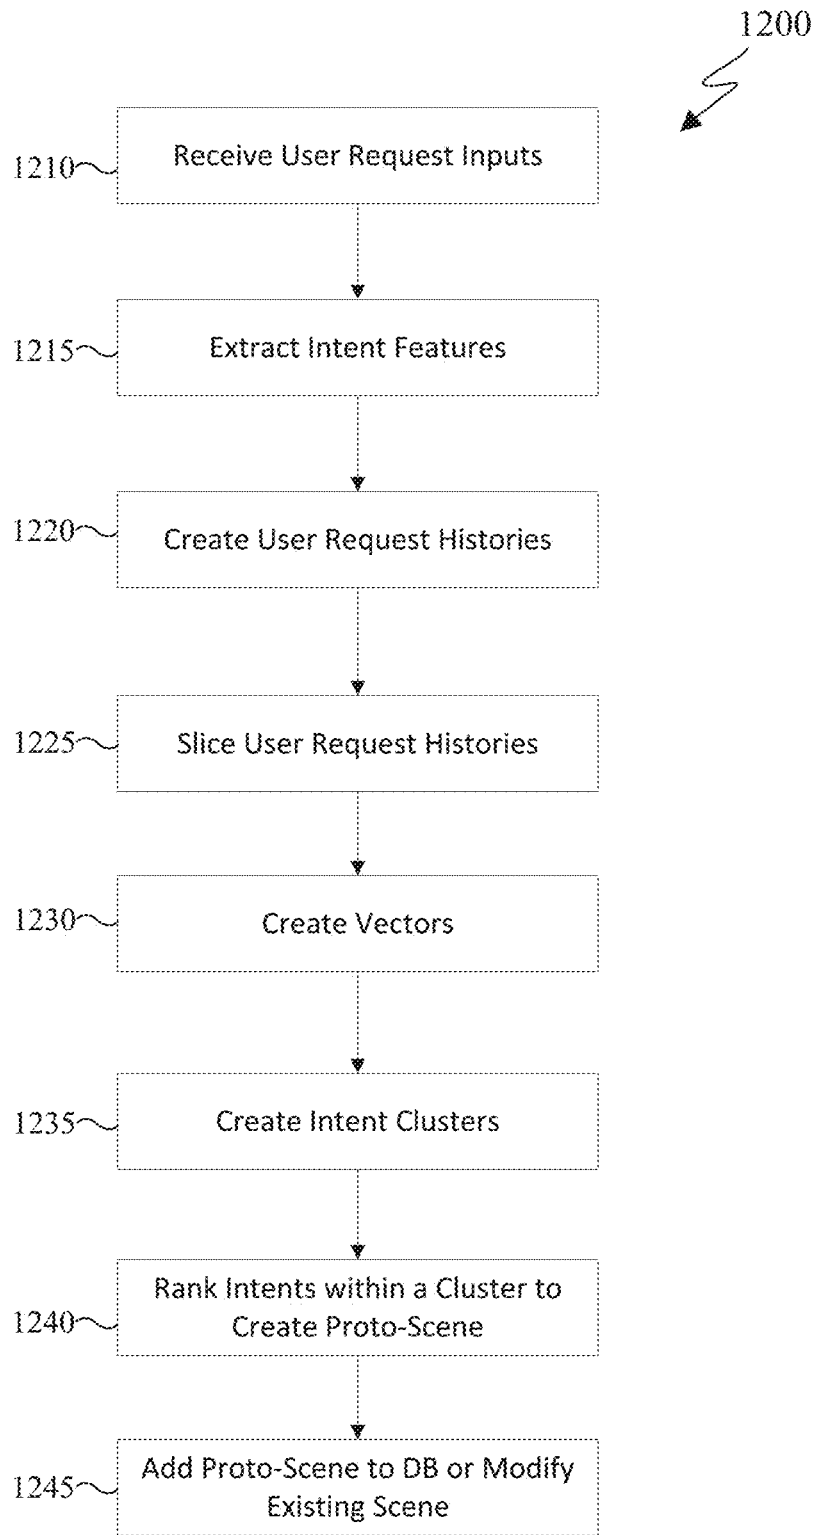 1200
1210
Receive User Request Inputs
1215
Extract Intent Features
1220
Create User Request Histories
1225
Slice User Request Histories
1230
Create Vectors
1235
Create Intent Clusters
1240
Rank Intents within a Cluster to
Create Proto-Scene
1245
Add Proto-Scene to DB or Modify
Existing Scene